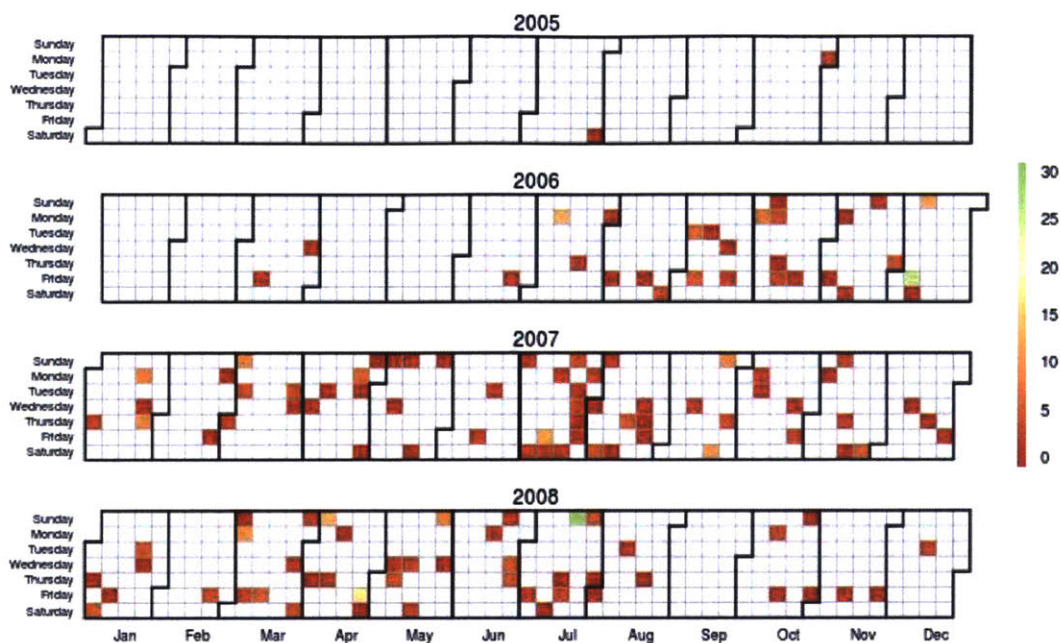 2005
Sunday
Monday
Tuesday
Wednesday
Thursday
Friday
Saturday
2006
Sunday
Monday
Tuesday
Wednesday
Thursday
Friday
Saturday
30
25
20
15
10
5
0
2007
Sunday
Monday
Tuesday
Wednesday
Thursday
Friday
Saturday
2008
Sunday
Monday
Tuesday
Wednesday
Thursday
Friday
Saturday
Jan Feb Mar Apr May Jun Jul Aug Sep Oct Nov Dec